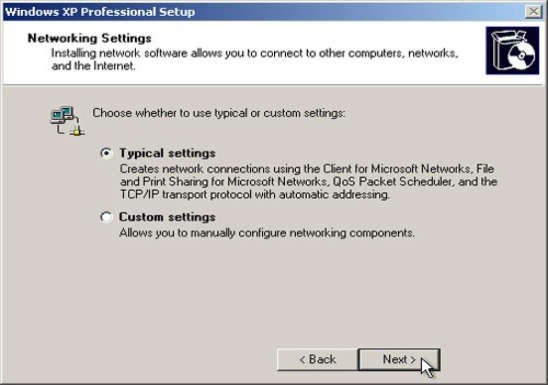 Windows XP Professional Setup
Networking Settings
Installing network software allows you to connect to other computers, networks,
and the Internet.
Choose whether to use typical or custom settings:
Typical settings
Creates network connections using the Client for Microsoft Networks, File
and Print Sharing for Microsoft Networks, QoS Packet Scheduler, and the
TCP/IP transport protocol with automatic addressing.
Custom settings
Allows you to manually configure networking components.
< Back
Next >